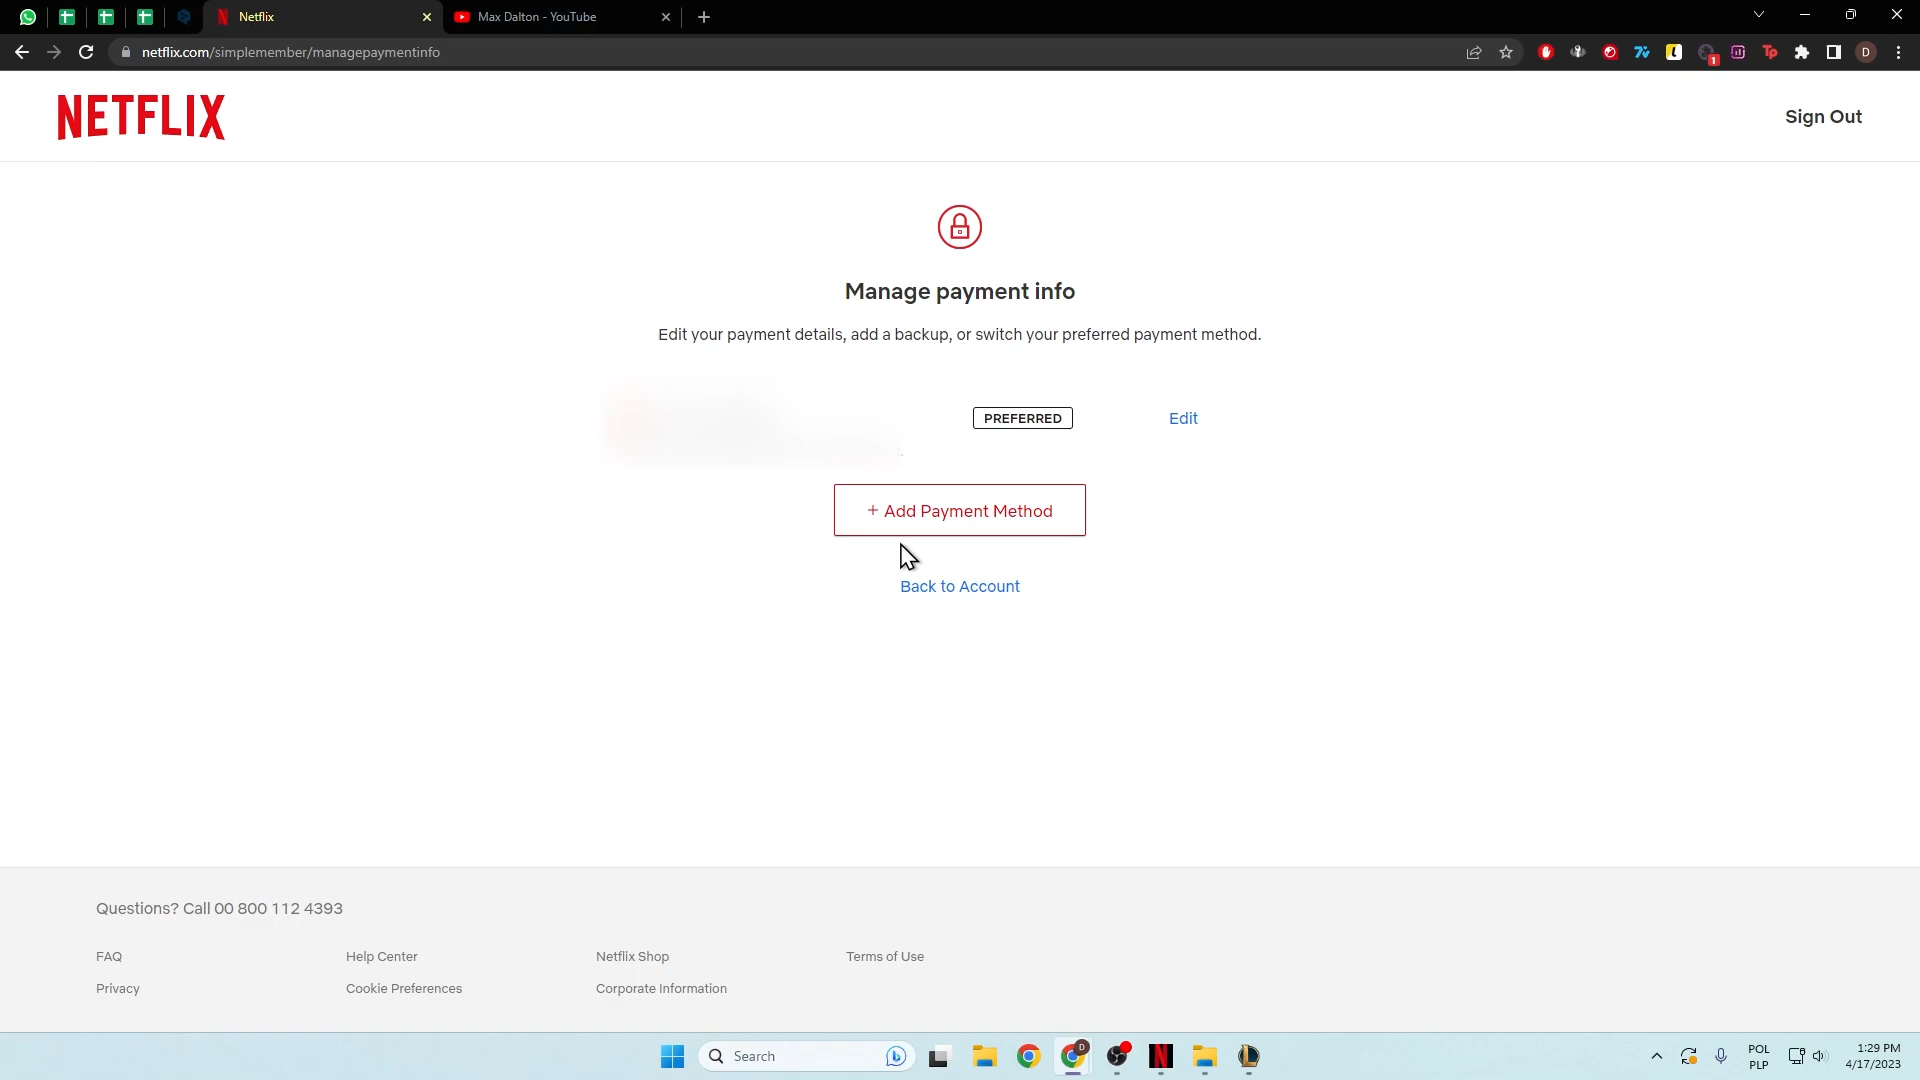 Netflix
Max Dalton - YouTube
netflix.com/simplemember/managepaymentinfo
D
1
NETFLIX
Sign Out
Manage payment info
Edit your payment details, add a backup, or switch your preferred payment method.
PREFERRED
Edit
+ Add Payment Method
Back to Account
Questions? Call 00 800 112 4393
FAQ
Help Center
Netflix Shop
Terms of Use
Privacy
Cookie Preferences
Corporate Information
Search
POL
PLP
1:29 PM
4/17/2023